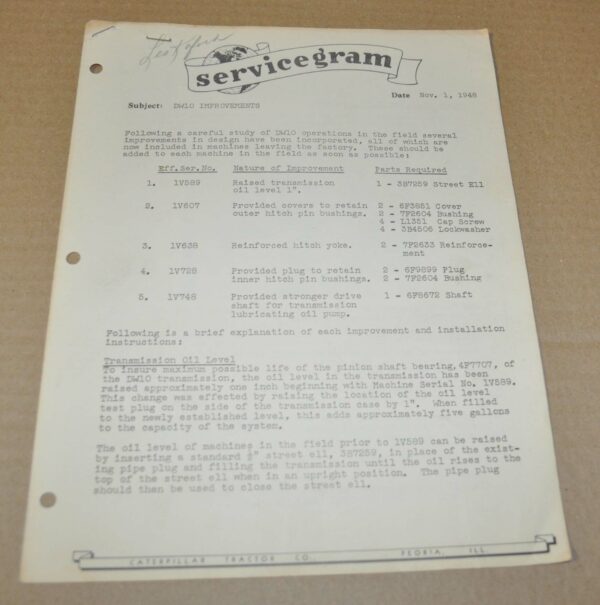 servicegram
Date Nov. 1, 1948
Subject: DW10 IMPROVEMENTS
Following a careful study of DW10 operations in the field several
improvements in design have been incorporated, all of which are
now included in machines leaving the factory. These should be
added to each machine in the field as soon as possible:
Eff.Ser.No. Nature of Improvement Parts Required
1. 1V589 Raised transmission 1 - 3B7259 Street Ell
oil level 1".
2. 1V607 Provided covers to retain 2 - 6F3851 Cover
outer hitch pin bushings. 2 - 7F2604 Bushing
4 - L1351 Cap Screw
4 - 3B4506 Lockwasher
3. 1V638 Reinforced hitch yoke. 2 - 7F2633 Reinforce-
ment
4. 1V728 Provided plug to retain 2 - 6F9899 Plug
inner hitch pin bushings. 2 - 7F2604 Bushing
5. 1V748 Provided stronger drive 1 - 6F8672 Shaft
shaft for transmission
lubricating oil pump.
Following is a brief explanation of each improvement and installation
instructions:
Transmission Oil Level
To insure maximum possible life of the pinion shaft bearing, 4F7707, of
the DW10 transmission, the oil level in the transmission has been
raised approximately one inch beginning with Machine Serial No. 1V589.
This change was effected by raising the location of the oil level
test plug on the side of the transmission case by 1". When filled
to the newly established level, this adds approximately five gallons
to the capacity of the system.
The oil level of machines in the field prior to 1V589 can be raised
by inserting a standard ½" street ell, 3B7259, in place of the exist-
ing pipe plug and filling the transmission until the oil rises to the
top of the street ell when in an upright position. The pipe plug
should then be used to close the street ell.
CATERPILLAR TRACTOR CO., PEORIA, ILL.